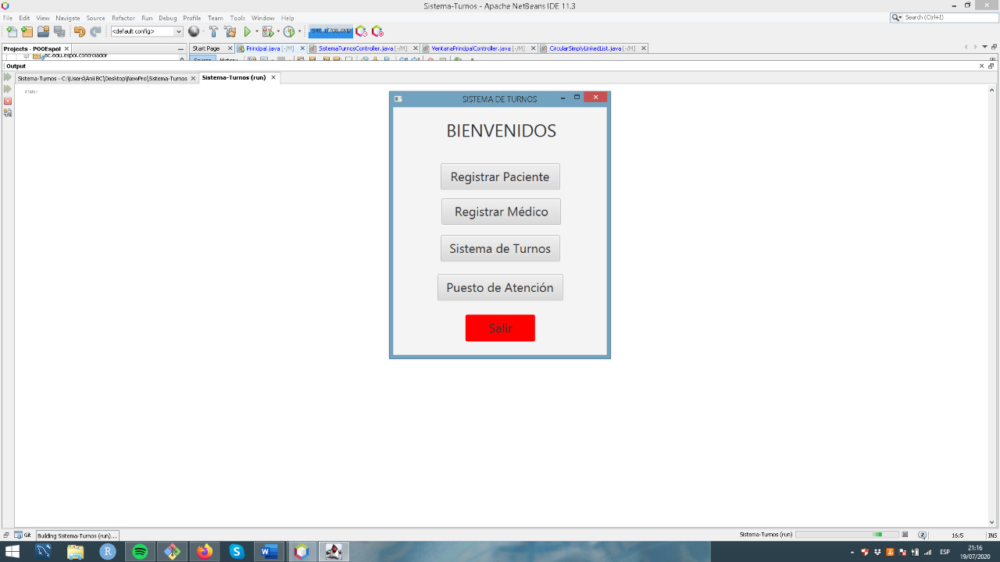 Sistema-Turnos - Apache NetBeans IDE 11.3
File Edit View Navigate Source Refactor Run Debug Profile Team Tools Window Help
Search (Ctrl+I)
<default config>
Projects - POOEspol
Start Page Principal.java [-/M] SistemaTurnosController.java [-/M] VentanaPrincipalController.java [-/M] CircularSimplyLinkedList.java [-/M]
ec.edu.espol.controlador
Source History
Output
Sistema-Turnos - C:\Users\Ani BC\Desktop\NewPro\Sistema-Turnos Sistema-Turnos (run)
run:
SISTEMA DE TURNOS
BIENVENIDOS
Registrar Paciente
Registrar Médico
Sistema de Turnos
Puesto de Atención
Salir
Git Building Sistema-Turnos (run)...
Sistema-Turnos (run) 16:5 INS
ESP
21:16
19/07/2020